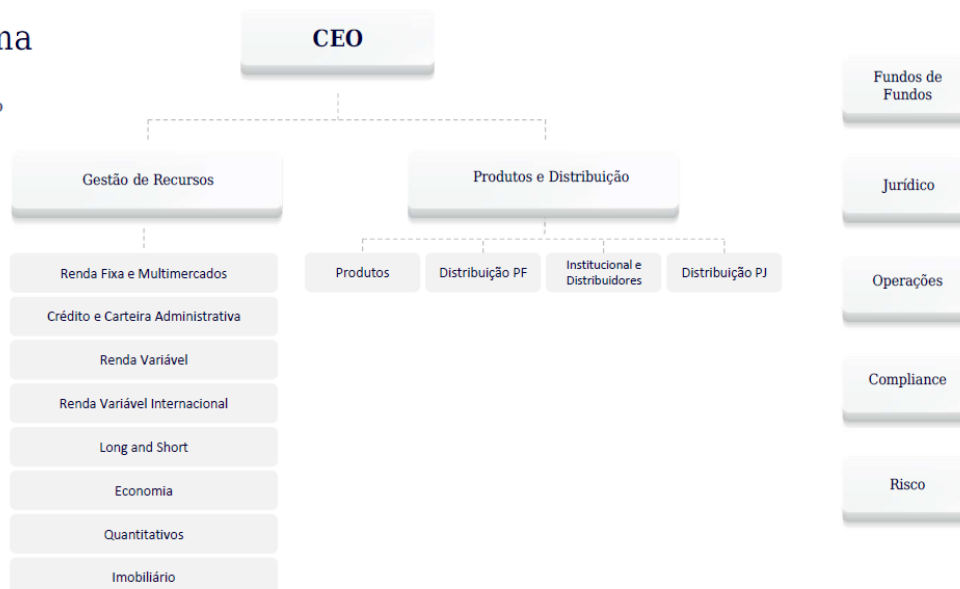 ma
o
CEO
Gestão de Recursos
Produtos e Distribuição
Renda Fixa e Multimercados
Crédito e Carteira Administrativa
Renda Variável
Renda Variável Internacional
Long and Short
Economia
Quantitativos
Imobiliário
Produtos
Distribuição PF
Institucional e
Distribuidores
Distribuição PJ
Fundos de
Fundos
Jurídico
Operações
Compliance
Risco